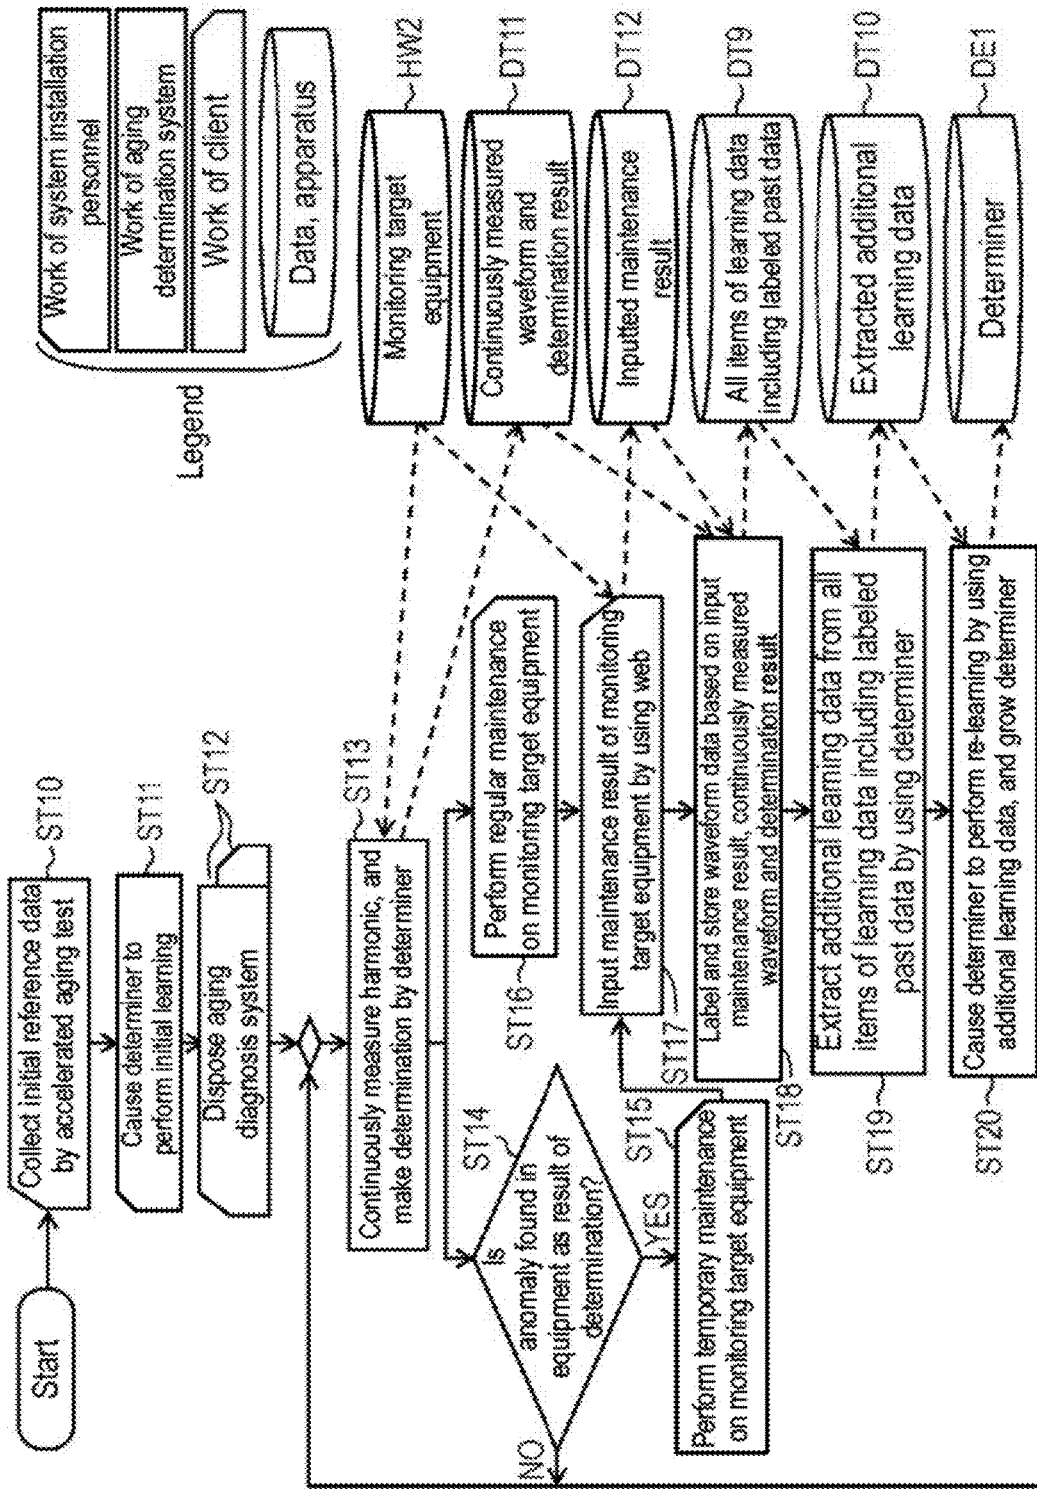 Start
Collect initial reference data
by accelerated aging test
ST10
Cause determiner to
perform initial learning
ST11
Dispose aging
diagnosis system
ST12
Continuously measure harmonic, and
make determination by determiner
ST13
Is
anomaly found in
equipment as result of
determination?
ST14
NO
YES
Perform temporary maintenance
on monitoring target equipment
ST15
Perform regular maintenance
on monitoring target equipment
ST16
Input maintenance result of monitoring
target equipment by using web
ST17
Label and store waveform data based on input
maintenance result, continuously measured
waveform and determination result
ST18
Extract additional learning data from all
items of learning data including labeled
past data by using determiner
ST19
Cause determiner to perform re-learning by using
additional learning data, and grow determiner
ST20
Legend
Work of system installation
personnel
Work of aging
determination system
Work of client
Data, apparatus
Monitoring target
equipment
HW2
Continuously measured
waveform and
determination result
DT11
Inputted maintenance
result
DT12
All items of learning data
including labeled past data
DT9
Extracted additional
learning data
DT10
Determiner
DE1